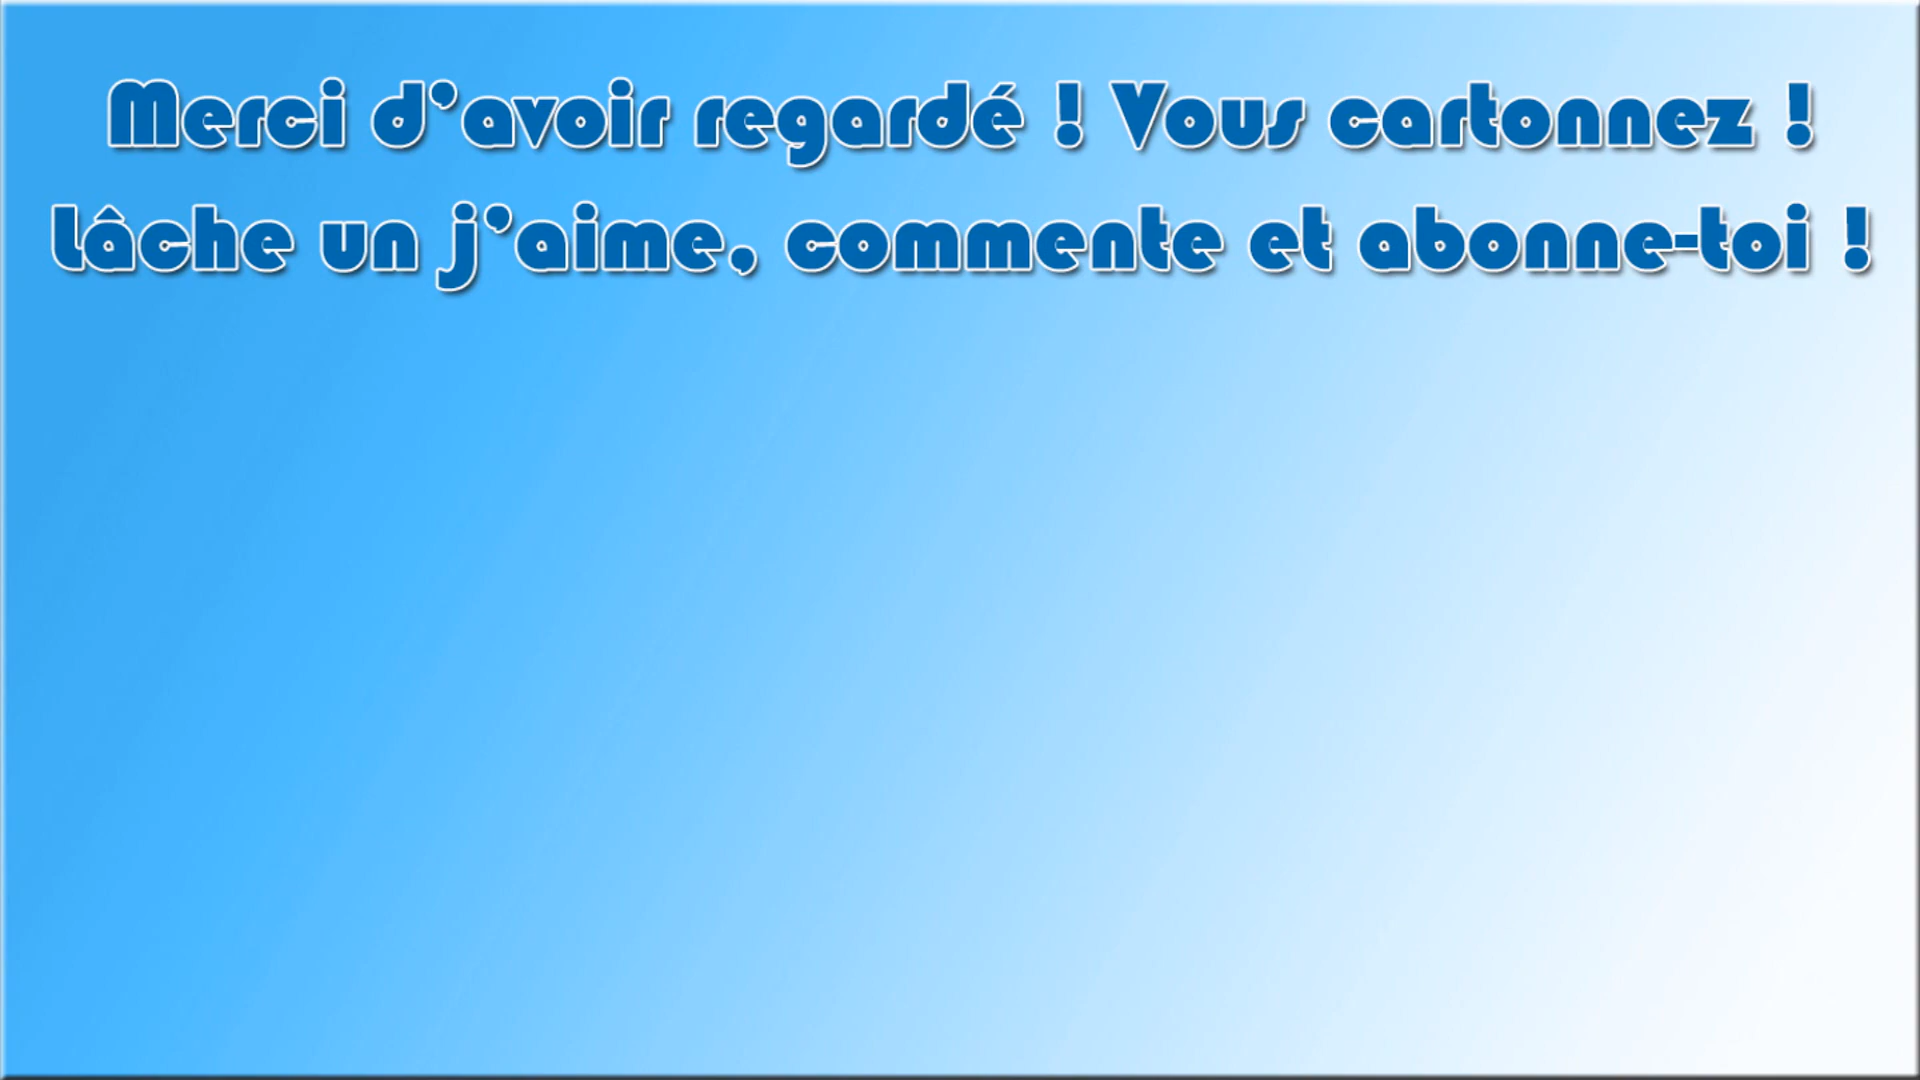 Merci d’avoir regardé ! Vous cartonnez !
Lâche un j’aime, commente et abonne-toi !